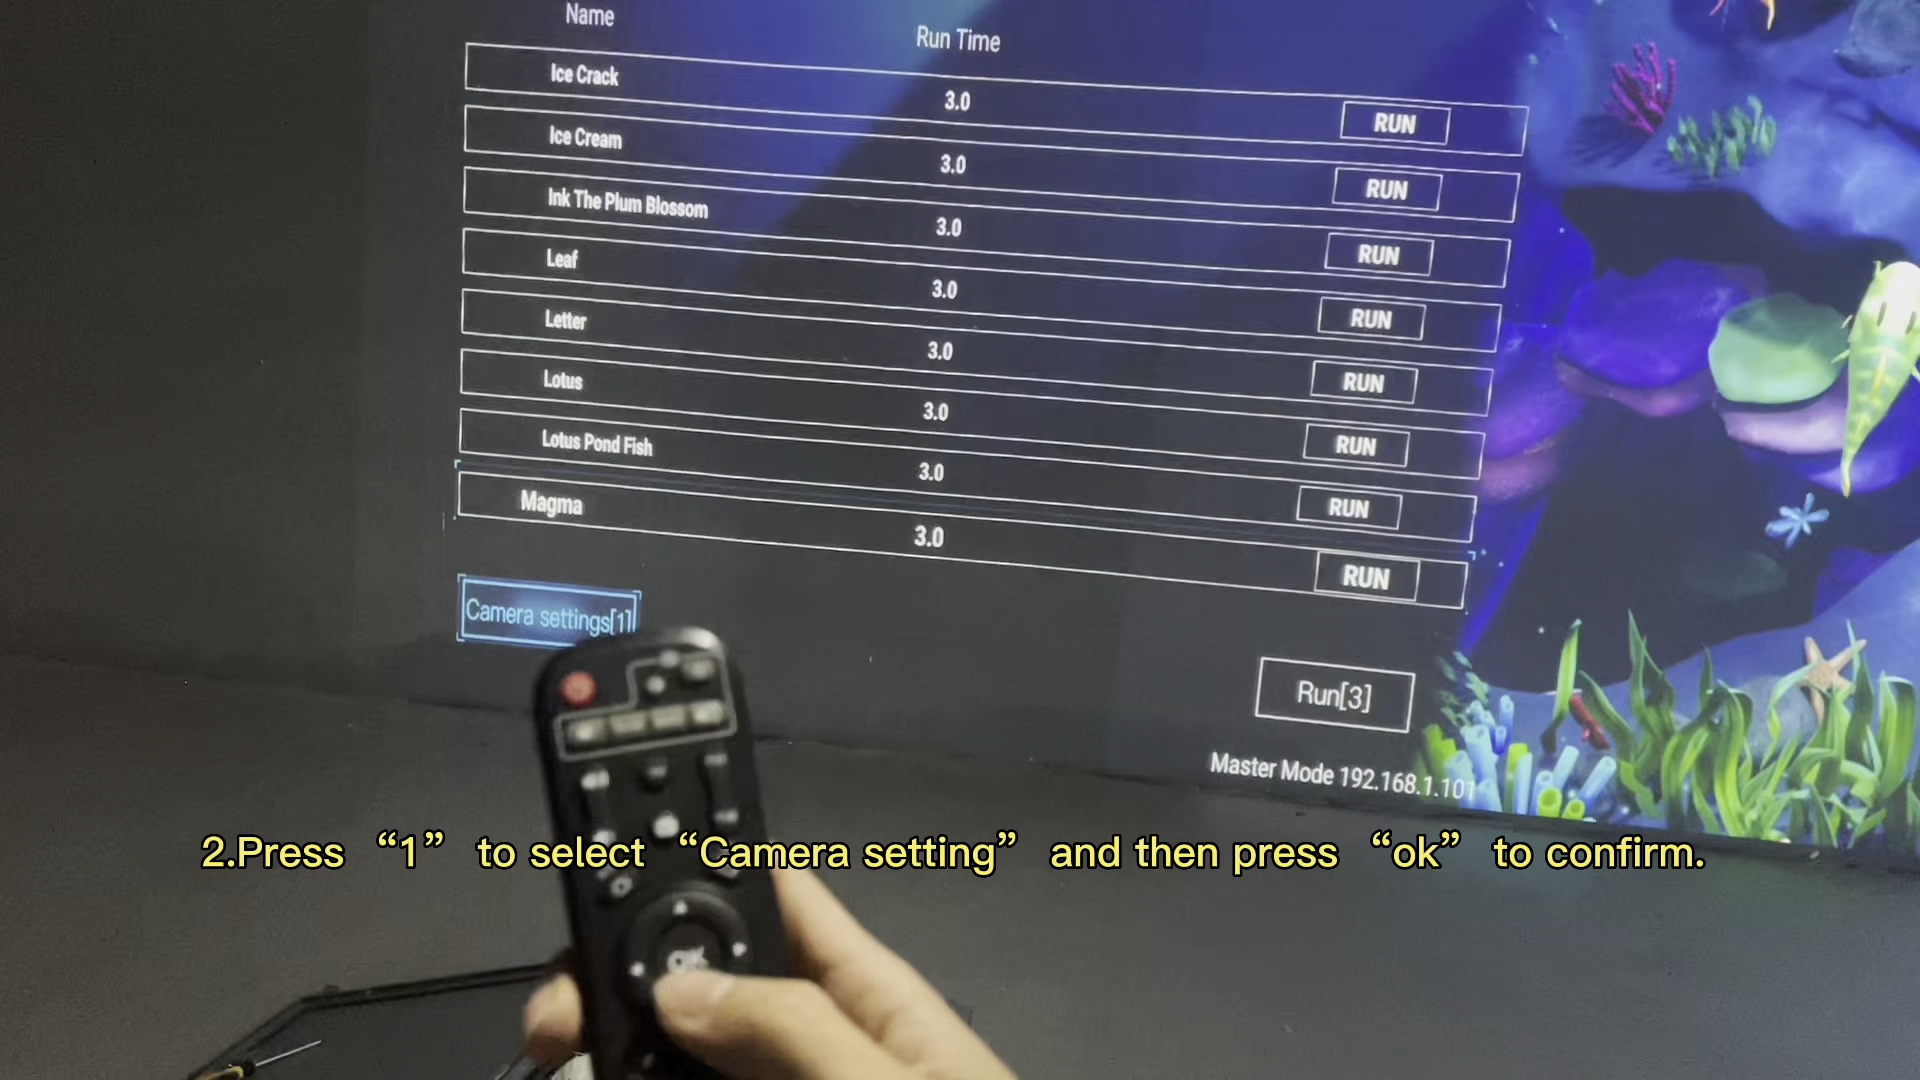 Name Run Time
Ice Crack 3.0 RUN
Ice Cream 3.0 RUN
Ink The Plum Blossom 3.0 RUN
Leaf 3.0 RUN
Letter 3.0 RUN
Lotus 3.0 RUN
Lotus Pond Fish 3.0 RUN
Magma 3.0 RUN
Camera settings[1]
Run[3]
Master Mode 192.168.1.101
2.Press “1” to select “Camera setting” and then press “ok” to confirm.
OK